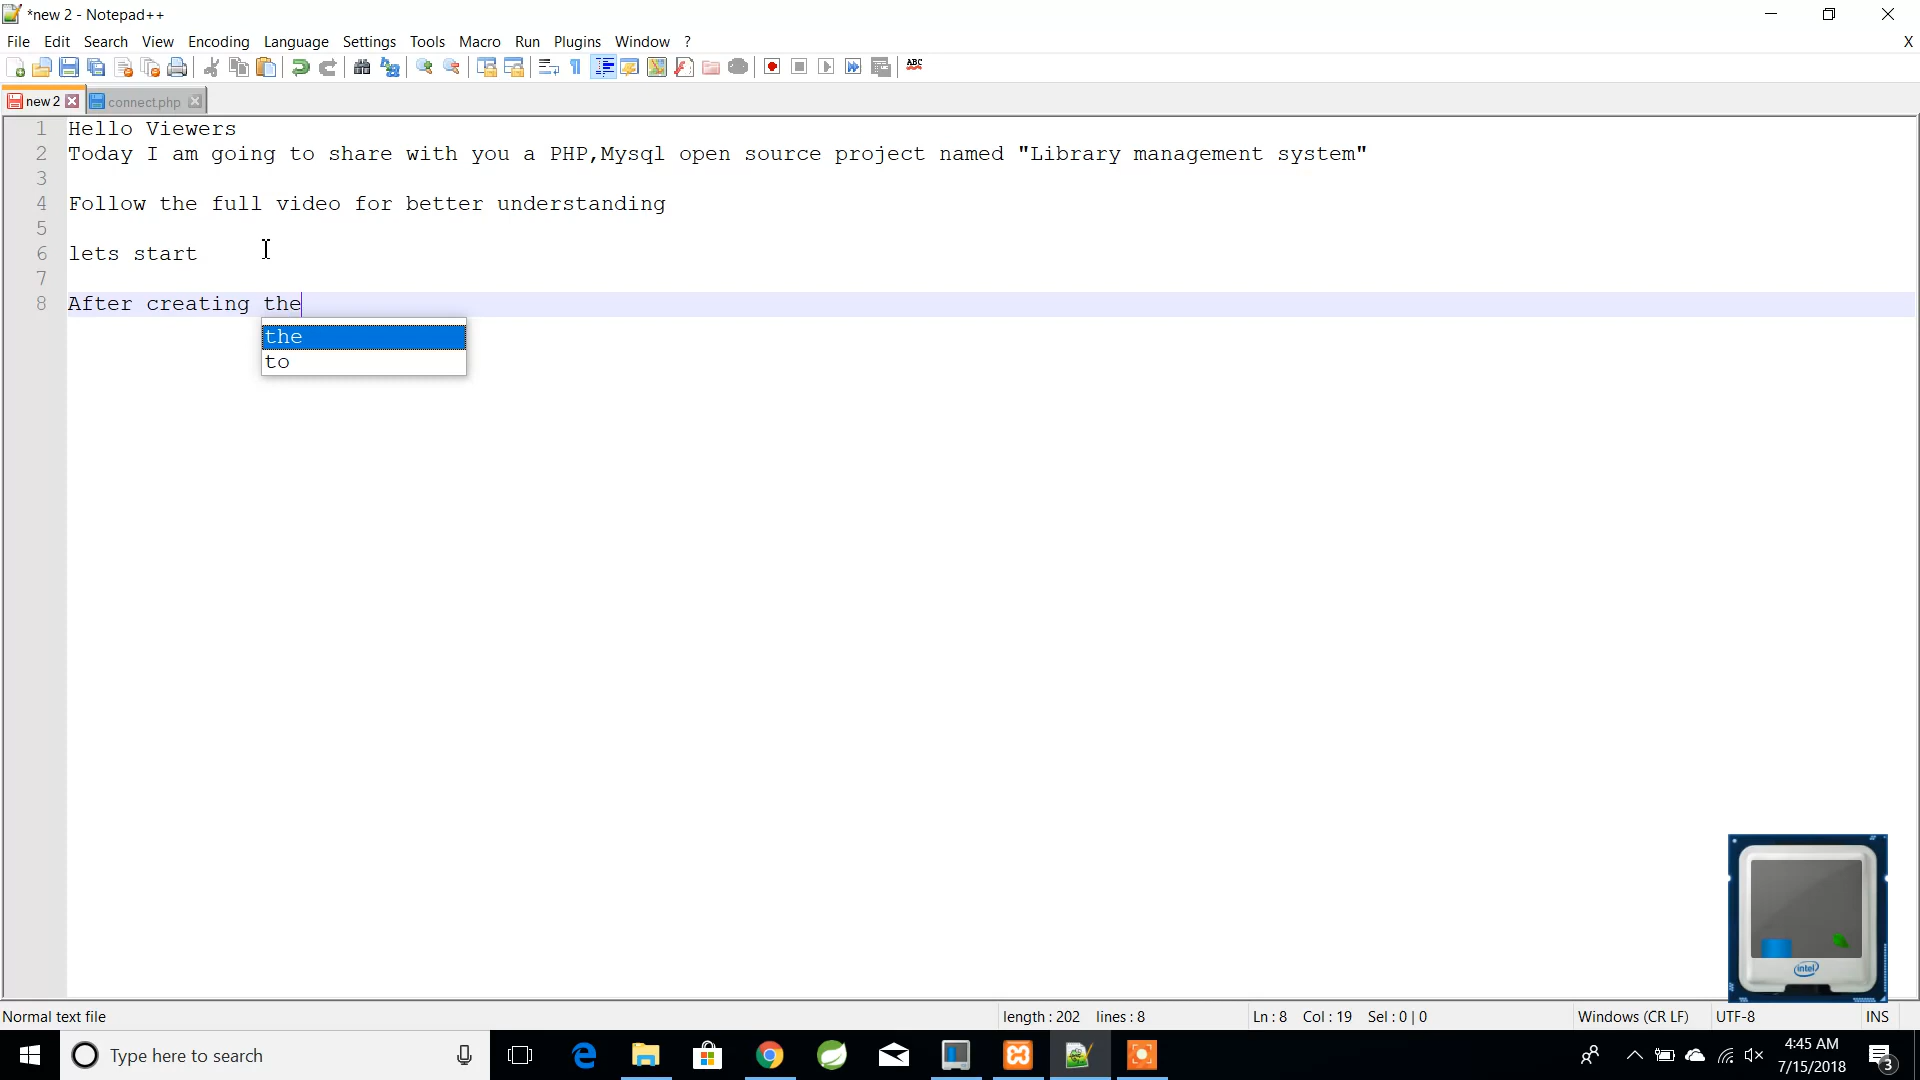 *new 2 - Notepad++
File Edit Search View Encoding Language Settings Tools Macro Run Plugins Window ? X
ABC
new 2 connect.php
1 Hello Viewers
2 Today I am going to share with you a PHP,Mysql open source project named "Library management system"
3
4 Follow the full video for better understanding
5
6 lets start
7
8 After creating the
the
to
intel
Normal text file length : 202 lines : 8 Ln : 8 Col : 19 Sel : 0 | 0 Windows (CR LF) UTF-8 INS
Type here to search
4:45 AM
7/15/2018
3